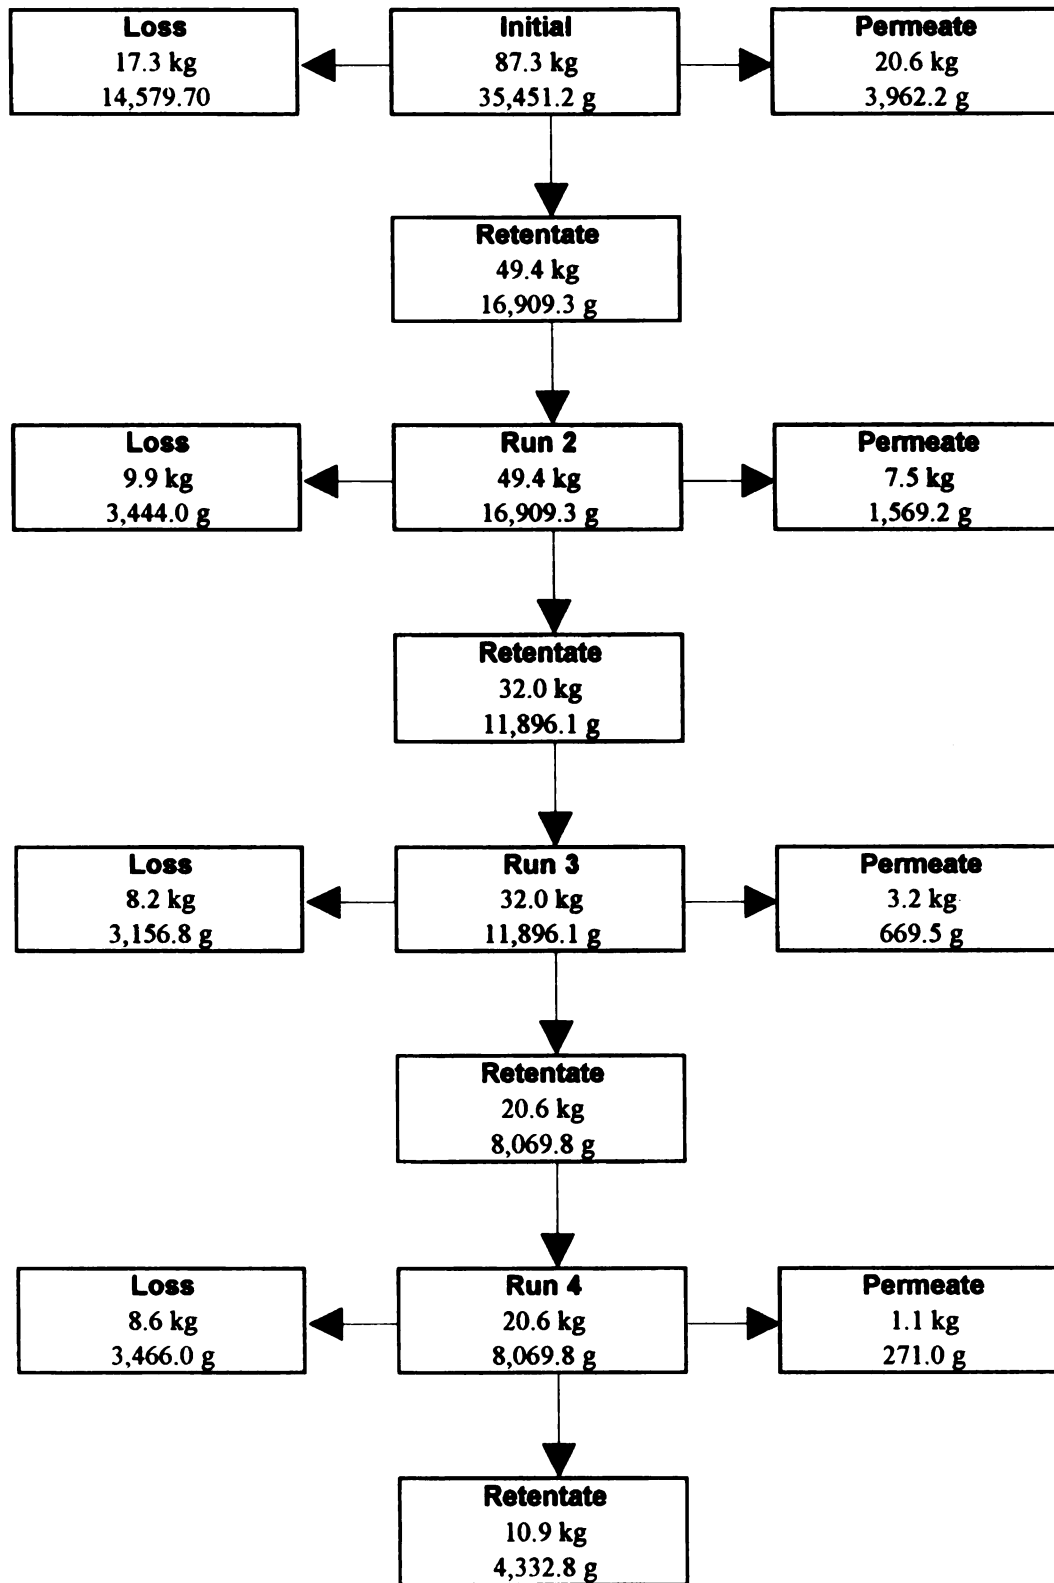 Loss
17.3 kg
14,579.70
Initial
87.3 kg
35,451.2 g
Permeate
20.6 kg
3,962.2 g
Retentate
49.4 kg
16,909.3 g
Loss
9.9 kg
3,444.0 g
Run 2
49.4 kg
16,909.3 g
Permeate
7.5 kg
1,569.2 g
Retentate
32.0 kg
11,896.1 g
Loss
8.2 kg
3,156.8 g
Run 3
32.0 kg
11,896.1 g
Permeate
3.2 kg
669.5 g
Retentate
20.6 kg
8,069.8 g
Loss
8.6 kg
3,466.0 g
Run 4
20.6 kg
8,069.8 g
Permeate
1.1 kg
271.0 g
Retentate
10.9 kg
4,332.8 g